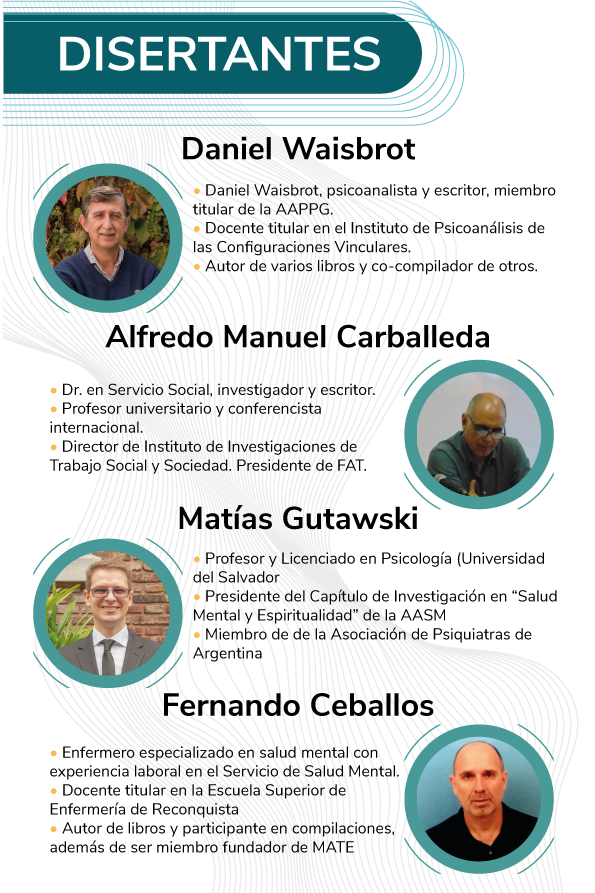 DISERTANTES
Daniel Waisbrot
• Daniel Waisbrot, psicoanalista y escritor, miembro
titular de la AAPPG.
• Docente titular en el Instituto de Psicoanálisis de
las Configuraciones Vinculares.
• Autor de varios libros y co-compilador de otros.
Alfredo Manuel Carballeda
• Dr. en Servicio Social, investigador y escritor.
• Profesor universitario y conferencista
internacional.
• Director de Instituto de Investigaciones de
Trabajo Social y Sociedad. Presidente de FAT.
Matías Gutawski
• Profesor y Licenciado en Psicología (Universidad
del Salvador
• Presidente del Capítulo de Investigación en “Salud
Mental y Espiritualidad” de la AASM
• Miembro de de la Asociación de Psiquiatras de
Argentina
Fernando Ceballos
• Enfermero especializado en salud mental con
experiencia laboral en el Servicio de Salud Mental.
• Docente titular en la Escuela Superior de
Enfermería de Reconquista
• Autor de libros y participante en compilaciones,
además de ser miembro fundador de MATE